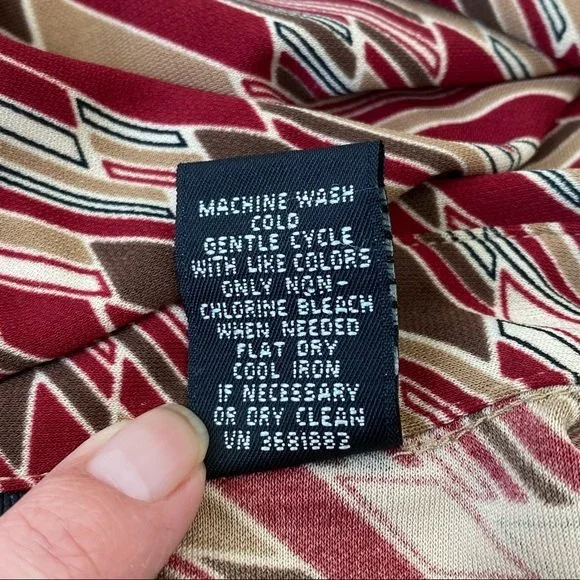 MACHINE WASH
COLD
GENTLE CYCLE
WITH LIKE COLORS
ONLY NON-
CHLORINE BLEACH
WHEN NEEDED
FLAT DRY
COOL IRON
IF NECESSARY
OR DRY CLEAN
VN 3681883